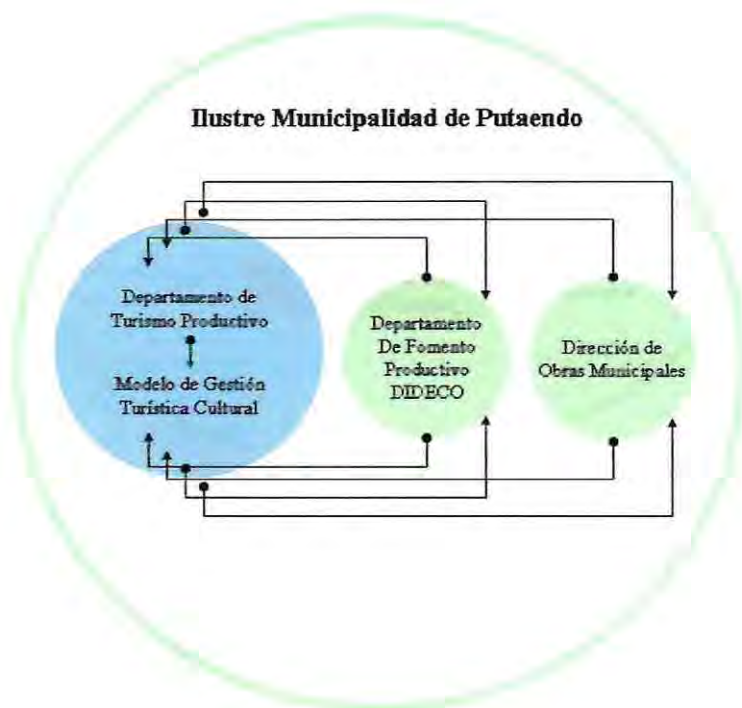 Ilustre Municipalidad de Putaendo
Departamento de
Turismo Productivo
Modelo de Gestión
Turística Cultural
Departamento
De Fomento
Productivo
DIDECO
Dirección de
Obras Municipales